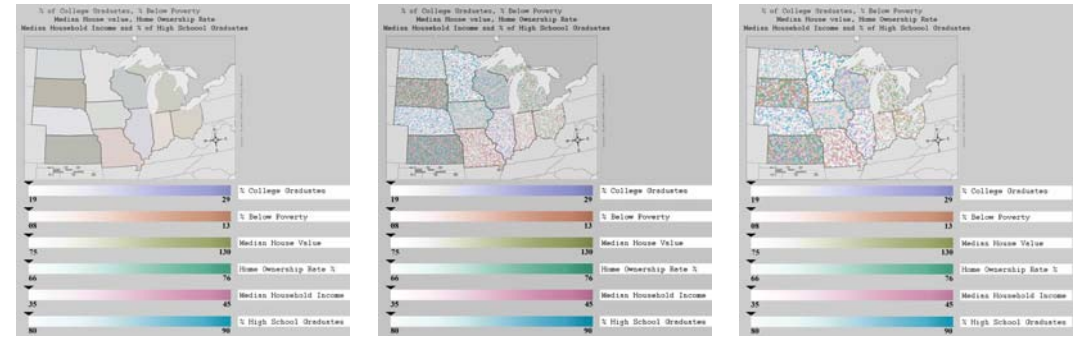 % of College Graduates, % Below Poverty
Median House value, Home Ownership Rate
Median Household Income and % of High Schoool Graduates
19 29 % College Graduates
08 13 % Below Poverty
75 130 Median House Value
66 76 Home Ownership Rate %
35 45 Median Household Income
80 90 % High School Graduates
% of College Graduates, % Below Poverty
Median House value, Home Ownership Rate
Median Household Income and % of High Schoool Graduates
19 29 % College Graduates
08 13 % Below Poverty
75 130 Median House Value
66 76 Home Ownership Rate %
35 45 Median Household Income
80 90 % High School Graduates
% of College Graduates, % Below Poverty
Median House value, Home Ownership Rate
Median Household Income and % of High Schoool Graduates
19 29 % College Graduates
08 13 % Below Poverty
75 130 Median House Value
66 76 Home Ownership Rate %
35 45 Median Household Income
80 90 % High School Graduates